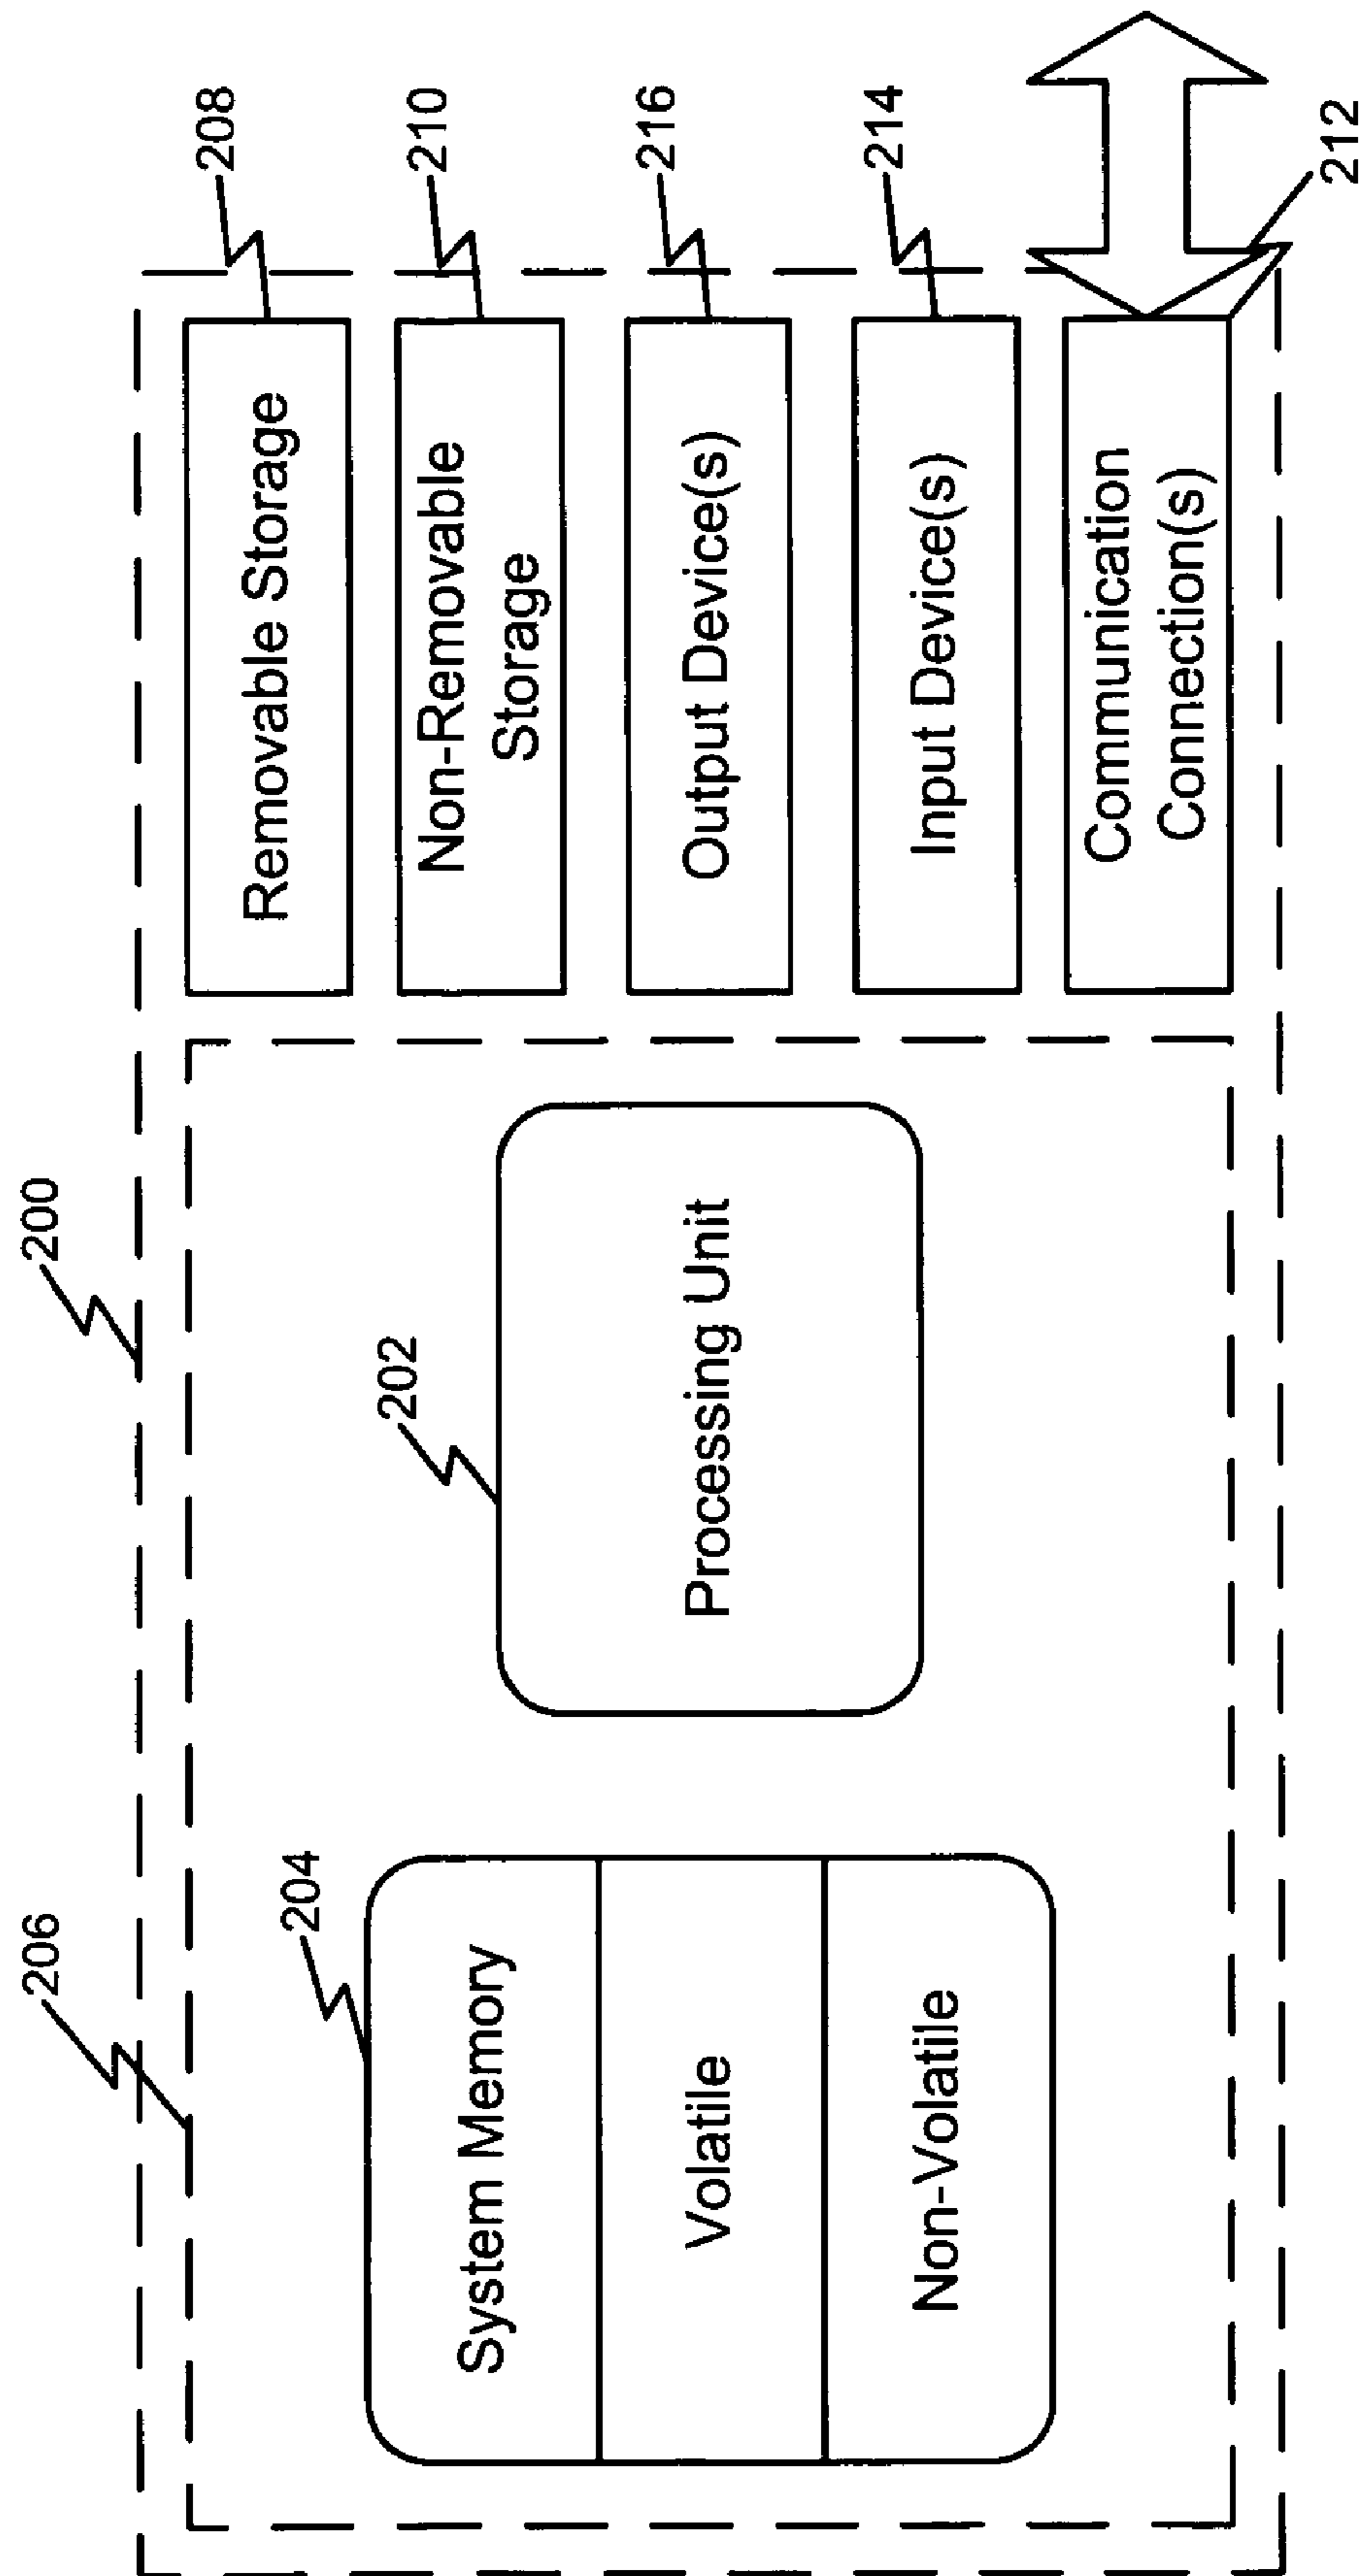 206
200
204
System Memory
Volatile
Non-Volatile
202
Processing Unit
Removable Storage
208
Non-Removable
Storage
210
Output Device(s)
216
Input Device(s)
214
Communication
Connection(s)
212